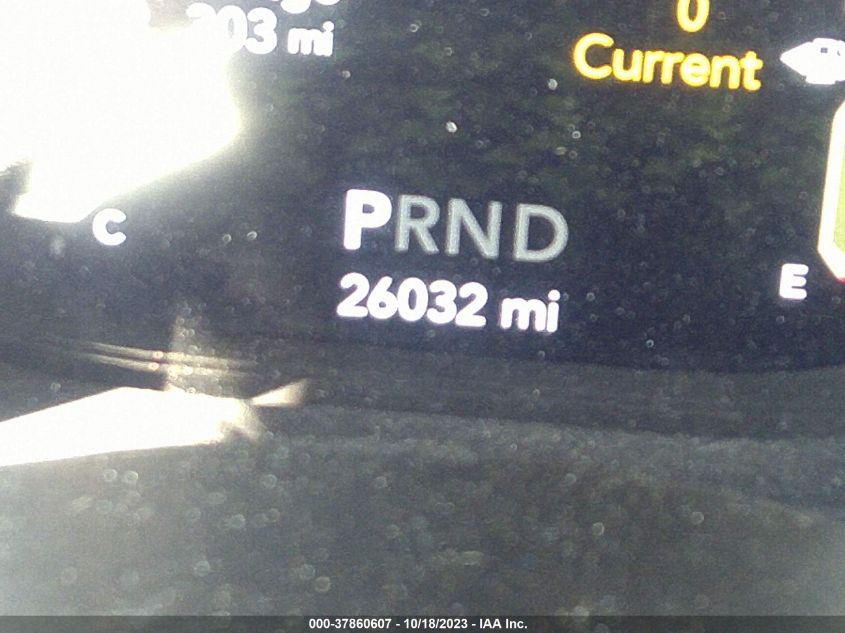 303 mi
0
Current
C
PRND
E
26032 mi
000-37860607 - 10/18/2023 - IAA Inc.